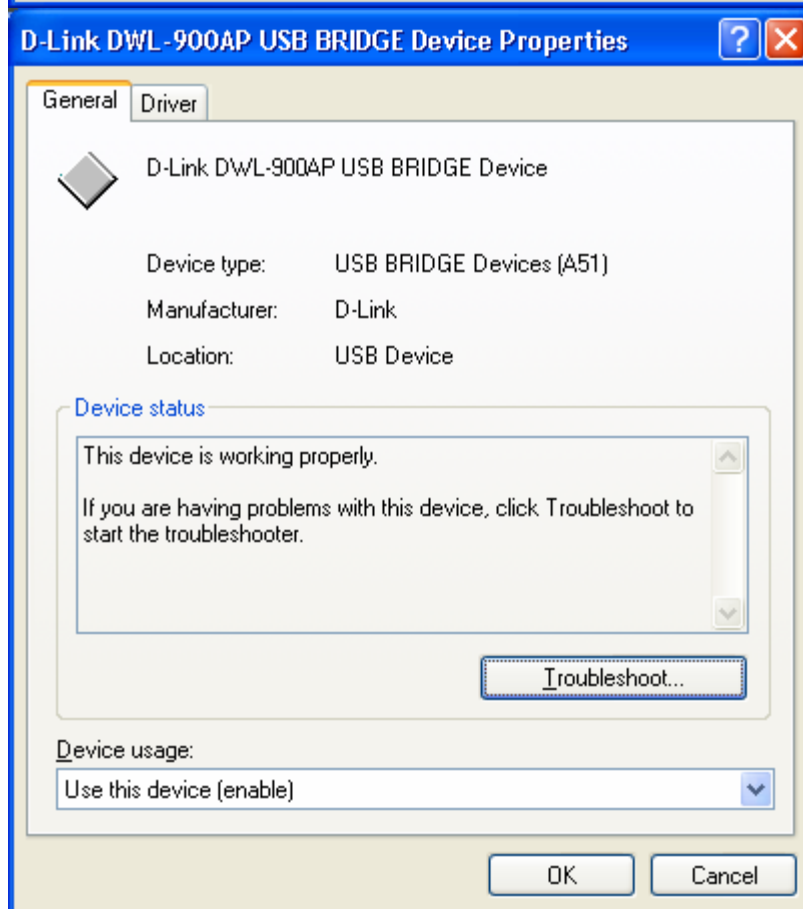 D-Link DWL-900AP USB BRIDGE Device Properties
General
Driver
D-Link DWL-900AP USB BRIDGE Device
Device type: USB BRIDGE Devices (A51)
Manufacturer: D-Link
Location: USB Device
Device status
This device is working properly.
If you are having problems with this device, click Troubleshoot to
start the troubleshooter.
Troubleshoot...
Device usage:
Use this device (enable)
OK
Cancel